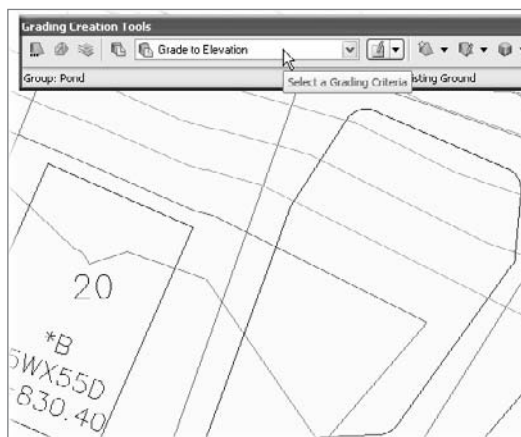 Grading Creation Tools
Grade to Elevation
Group: Pond
Select a Grading Criteria
isting Ground
20
*B
5WX55D
-830.40